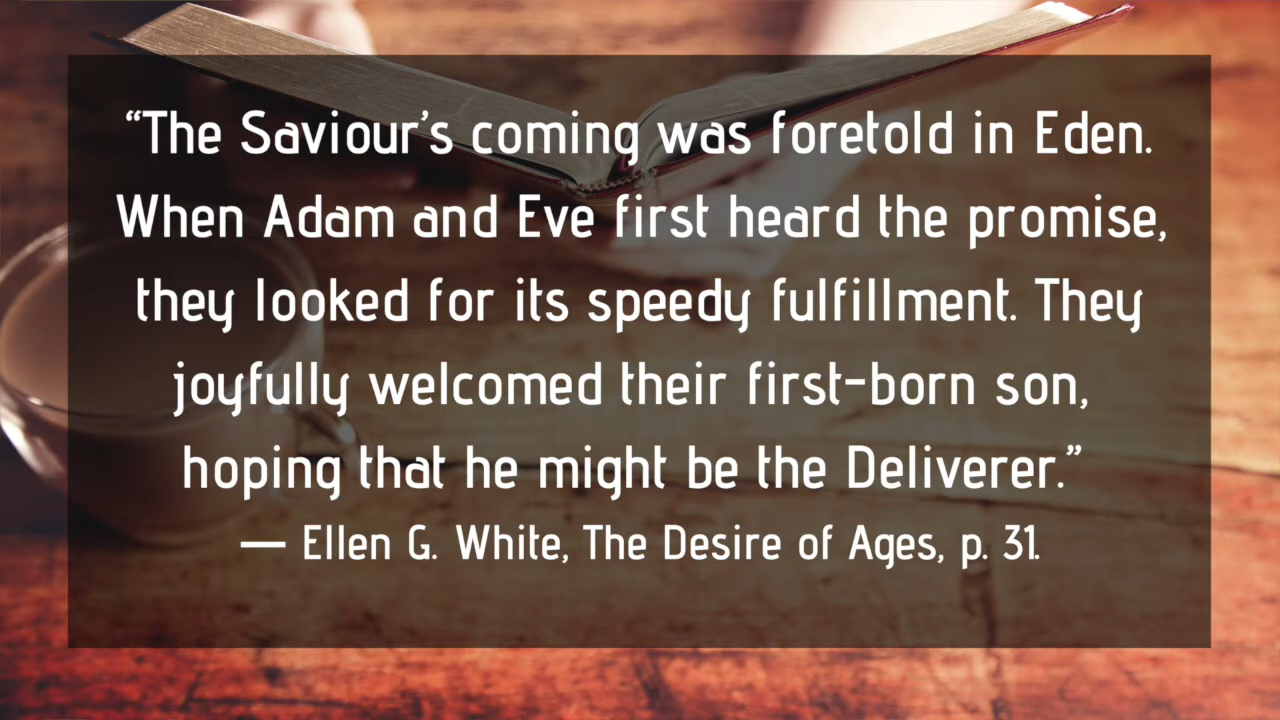 “The Saviour’s coming was foretold in Eden.
When Adam and Eve first heard the promise,
they looked for its speedy fulfillment. They
joyfully welcomed their first-born son,
hoping that he might be the Deliverer.”
— Ellen G. White, The Desire of Ages, p. 31.